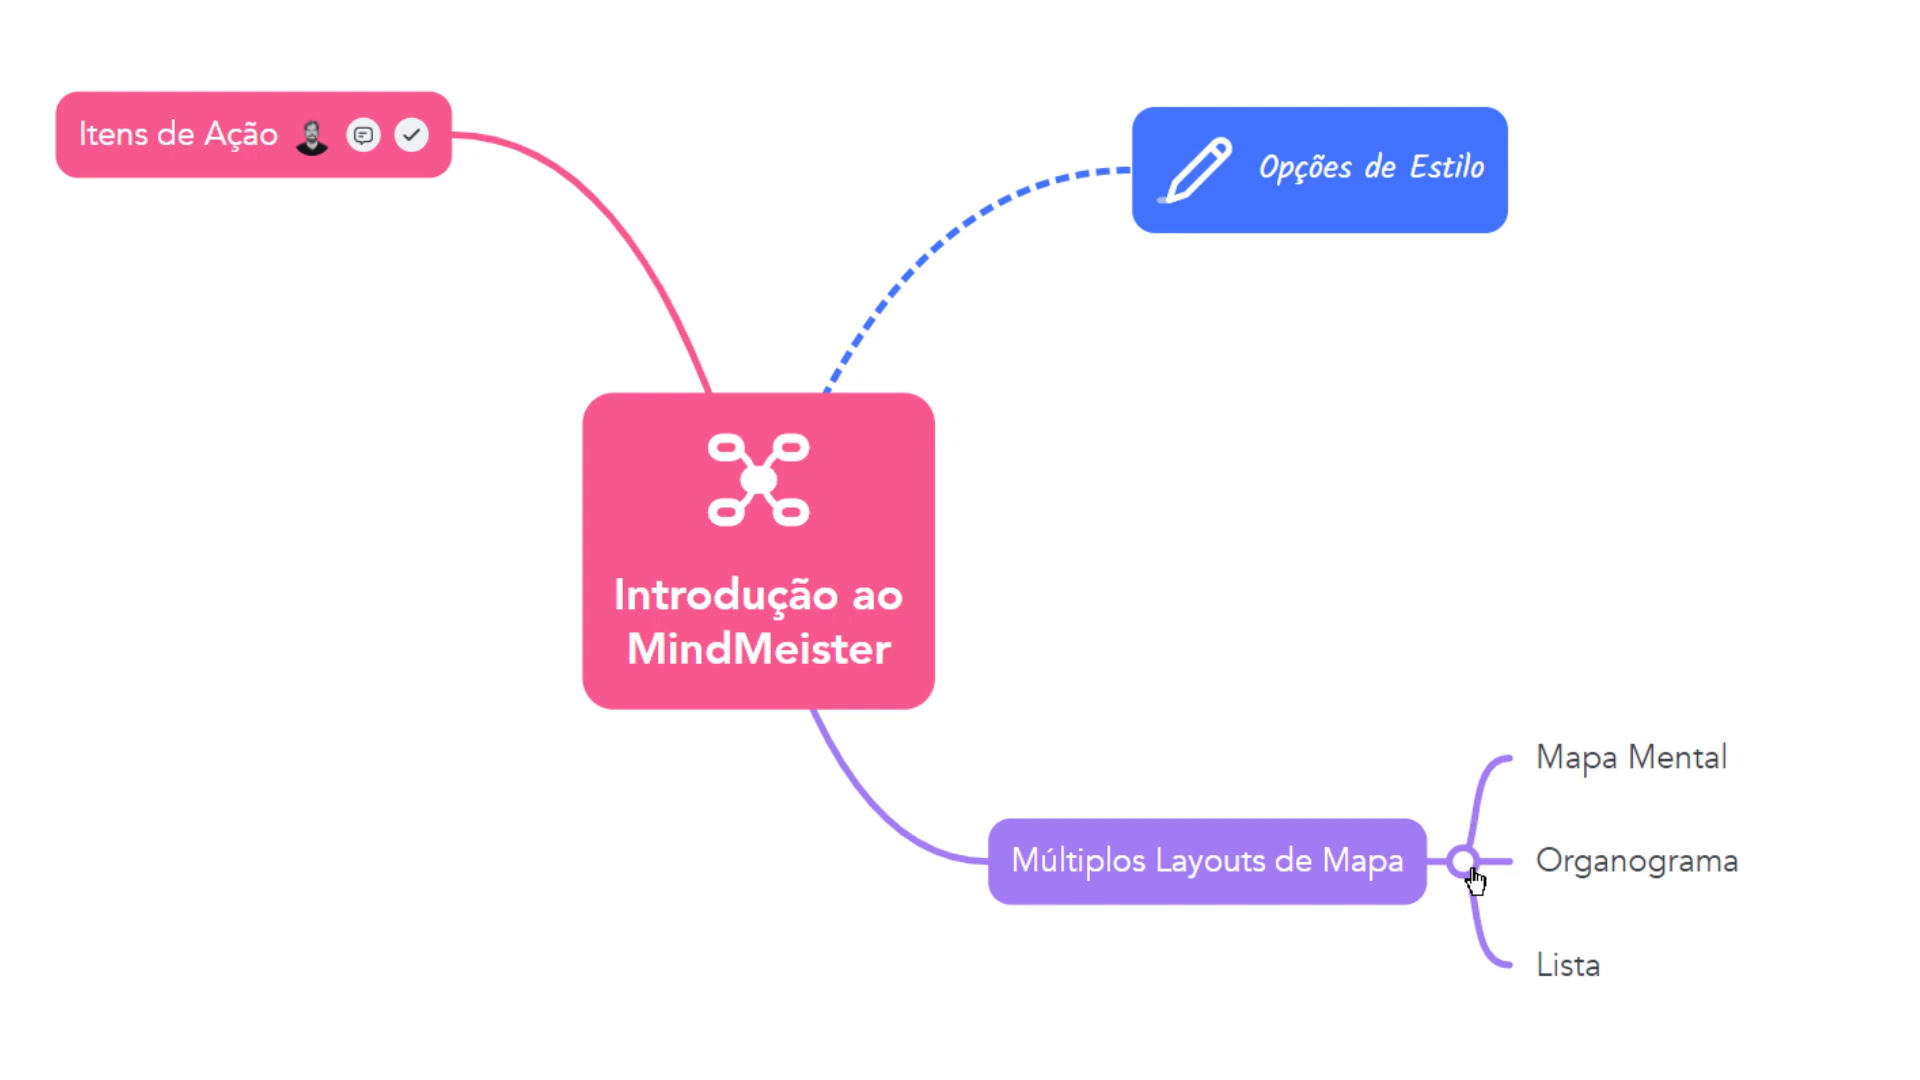 Itens de Ação
Opções de Estilo
Introdução ao
MindMeister
Mapa Mental
Múltiplos Layouts de Mapa
Organograma
Lista